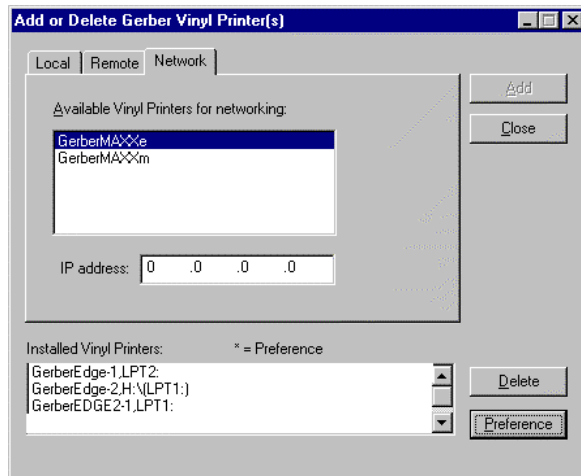 Add or Delete Gerber Vinyl Printer(s)
Local Remote Network
Add
Available Vinyl Printers for networking:
Close
GerberMAXXe
GerberMAXXm
IP address: 0 .0 .0 .0
Installed Vinyl Printers: * = Preference
GerberEdge-1,LPT2:
GerberEdge-2,H:\(LPT1:)
GerberEDGE2-1,LPT1:
Delete
Preference